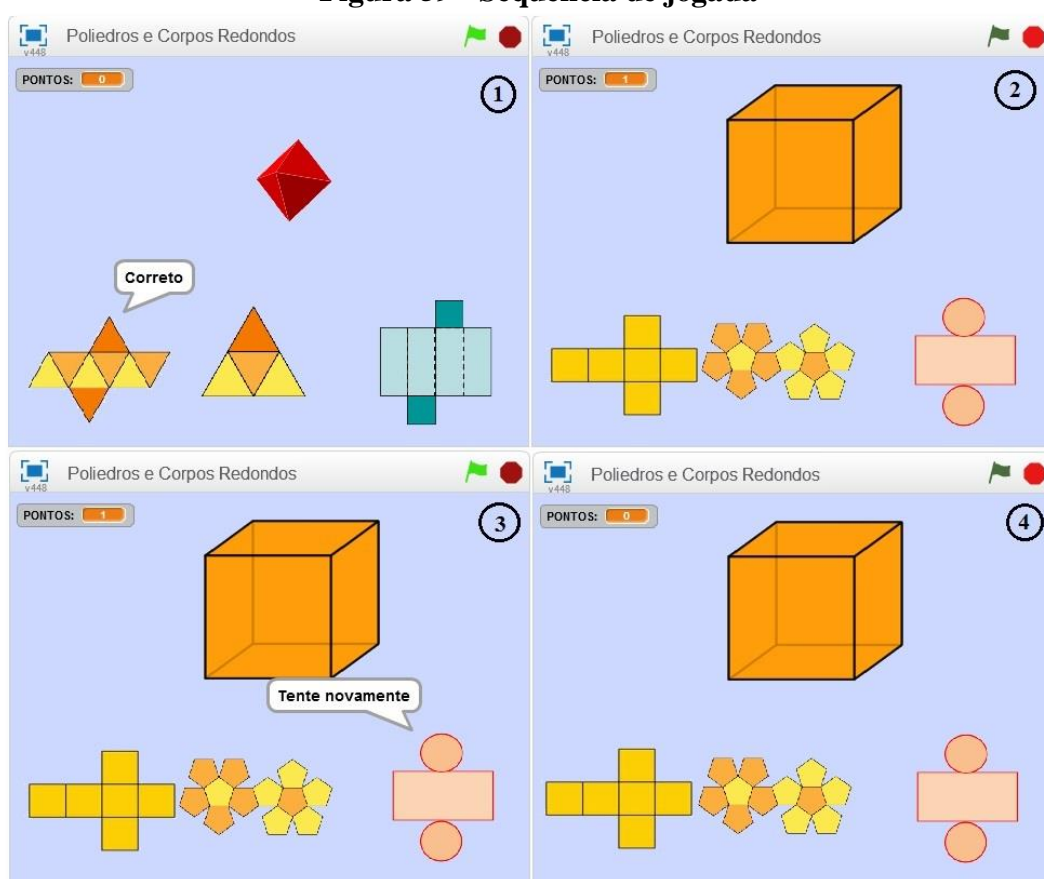 Figura 39 - Sequência de jogada
Poliedros e Corpos Redondos
v448
PONTOS: 0
1
Correto
Poliedros e Corpos Redondos
v448
PONTOS: 1
2
Poliedros e Corpos Redondos
v448
PONTOS: 1
3
Tente novamente
Poliedros e Corpos Redondos
v448
PONTOS: 0
4